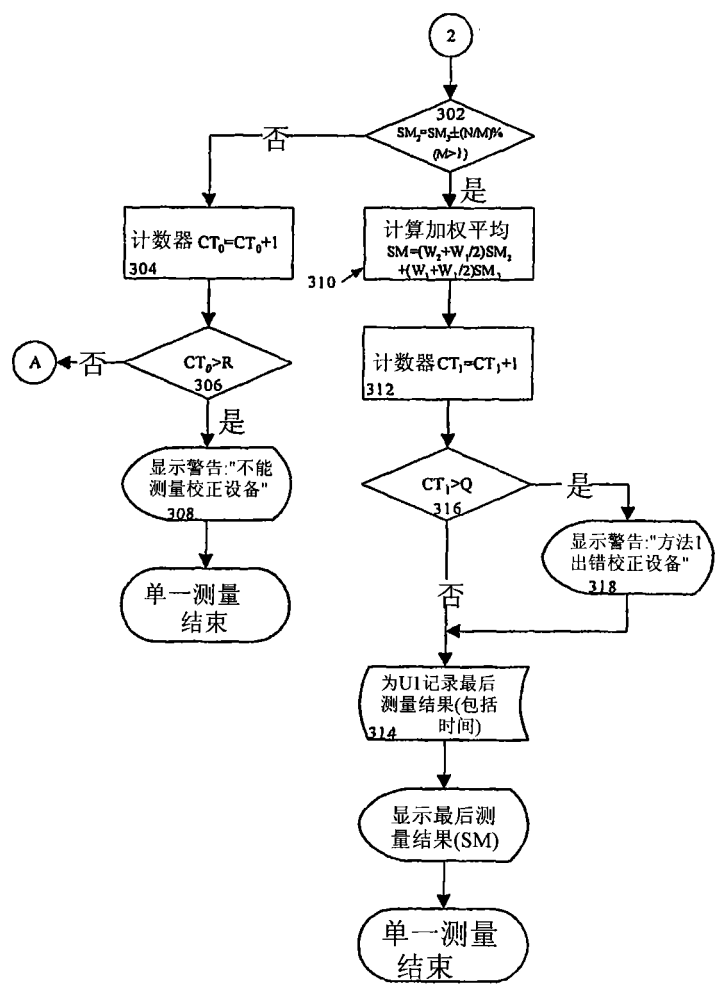 2
302
SM₂=SM₃±(N/M)%
(M>1)
否
是
计数器 CT₀=CT₀+1
304
计算加权平均
SM=(W₂+W₁/2)SM₂
+(W₃+W₁/2)SM₃
310
A
否
CT₀>R
306
计数器CT₁=CT₁+1
312
是
显示警告:"不能
测量校正设备"
308
CT₁>Q
316
是
显示警告:"方法1
出错校正设备"
318
单一测量
结束
否
为U1记录最后
测量结果(包括
时间)
314
显示最后测
量结果(SM)
单一测量
结束